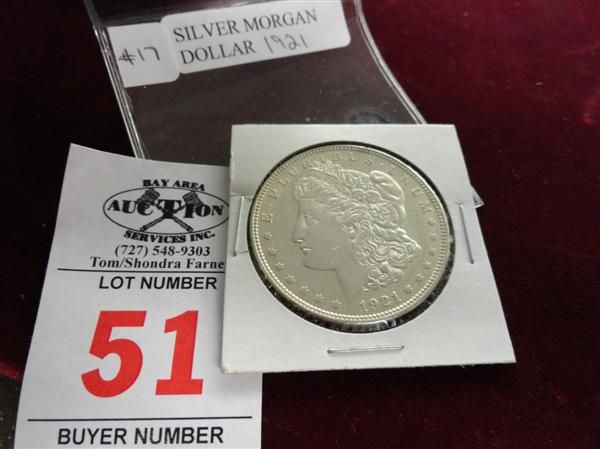 #17
SILVER MORGAN
DOLLAR 1921
BAY AREA
AUCTION
SERVICES INC.
(727) 548-9303
Tom/Shondra Farne
LOT NUMBER
51
BUYER NUMBER
E·PLURIBUS·UNUM
1921